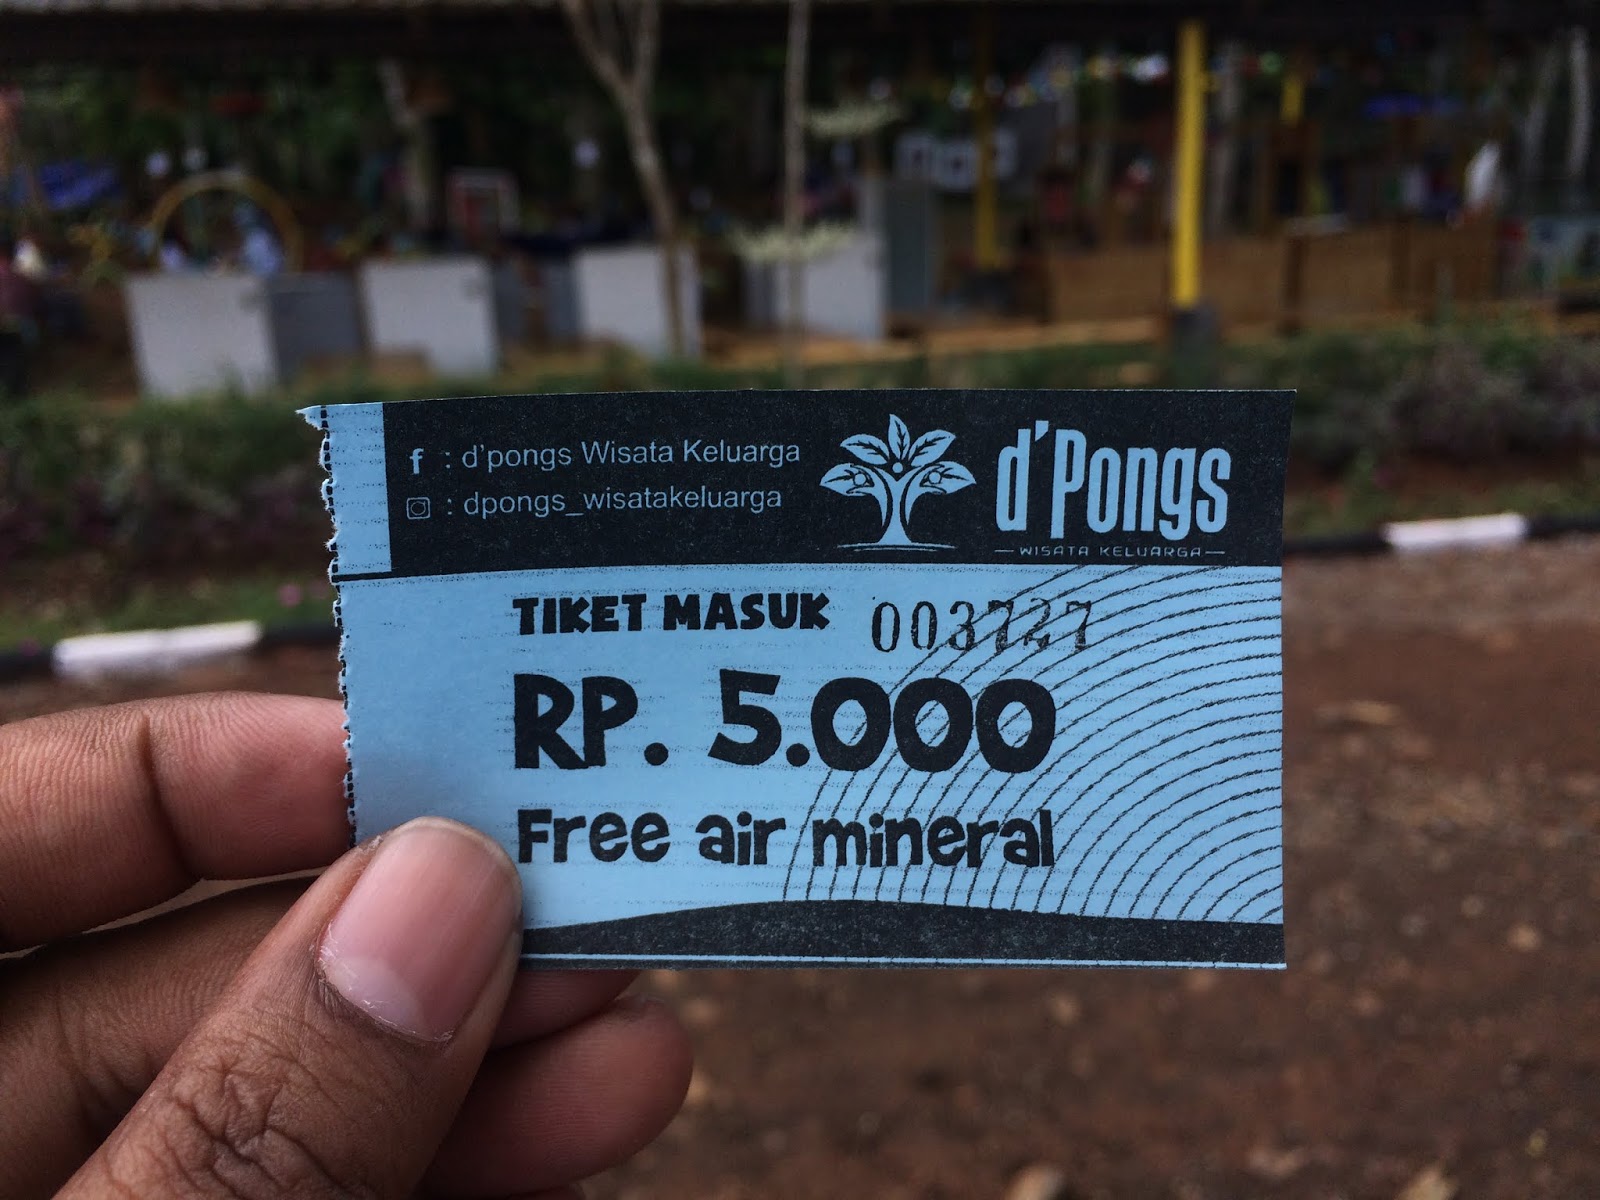 f : d'pongs Wisata Keluarga
: dpongs_wisatakeluarga
d'Pongs
WISATA KELUARGA
TIKET MASUK 003727
RP. 5.000
Free air mineral